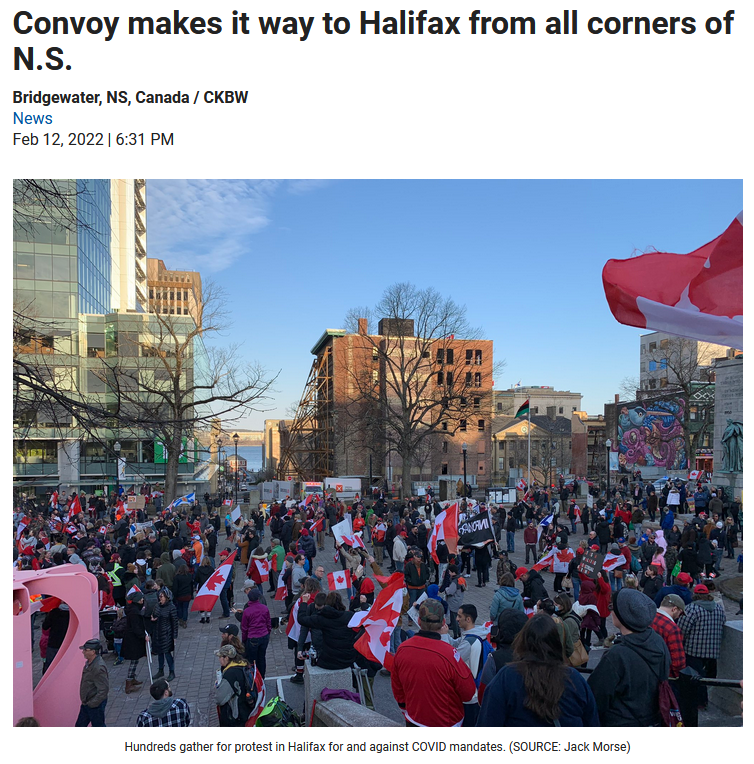 Convoy makes it way to Halifax from all corners of
N.S.
Bridgewater, NS, Canada / CKBW
News
Feb 12, 2022 | 6:31 PM
Hundreds gather for protest in Halifax for and against COVID mandates. (SOURCE: Jack Morse)